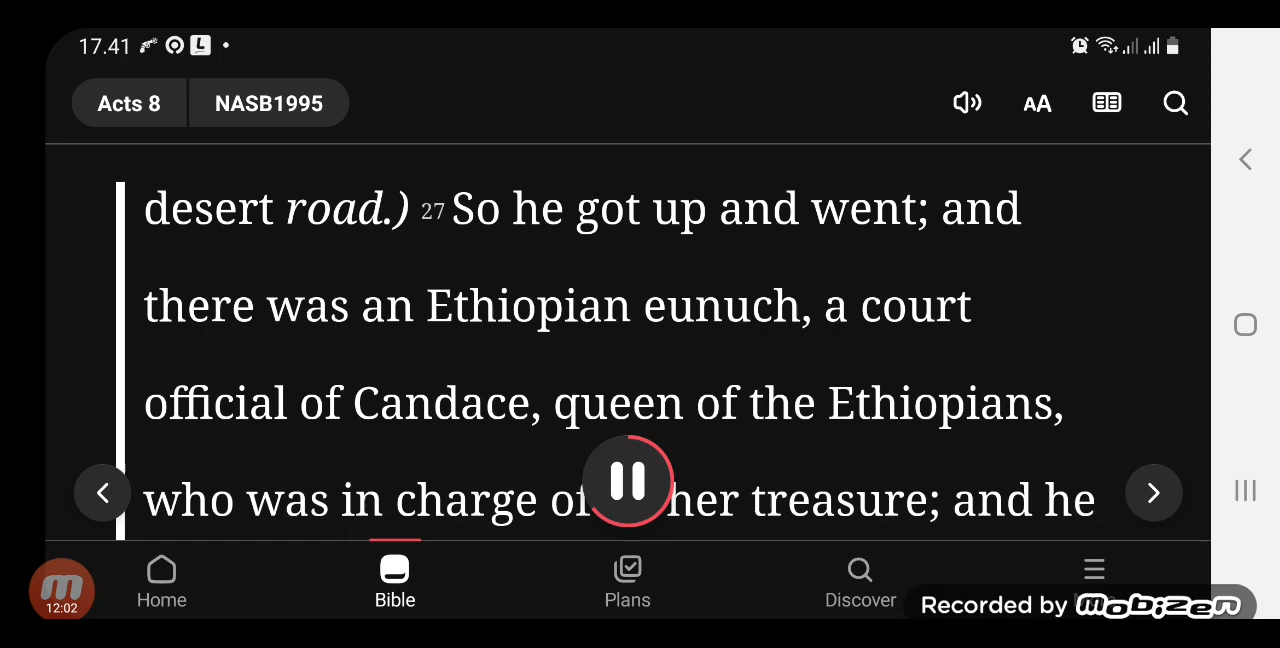 17.41
Acts 8 NASB1995
AA
desert road.) 27 So he got up and went; and
there was an Ethiopian eunuch, a court
official of Candace, queen of the Ethiopians,
who was in charge of her treasure; and he
Home Bible Plans Discover
12:02
Recorded by MOBIZEN